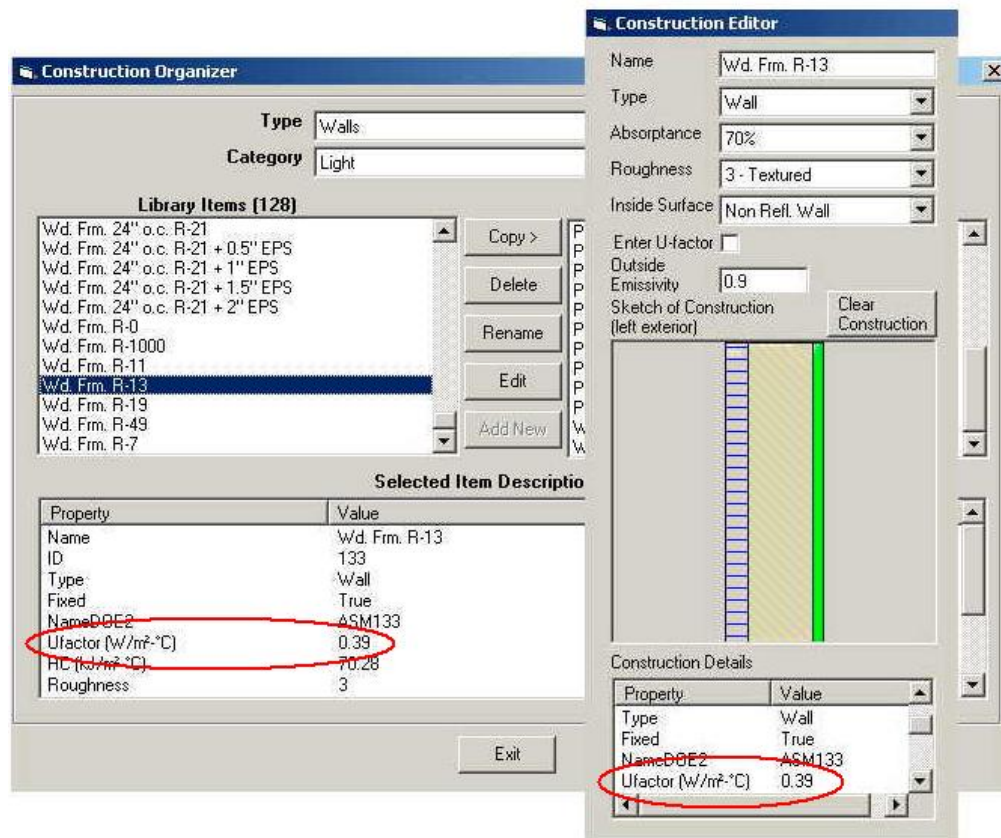 Construction Organizer
Type Walls
Category Light
Library Items (128)
Wd. Frm. 24" o.c. R-21
Wd. Frm. 24" o.c. R-21 + 0.5" EPS
Wd. Frm. 24" o.c. R-21 + 1" EPS
Wd. Frm. 24" o.c. R-21 + 1.5" EPS
Wd. Frm. 24" o.c. R-21 + 2" EPS
Wd. Frm. R-0
Wd. Frm. R-1000
Wd. Frm. R-11
Wd. Frm. R-13
Wd. Frm. R-19
Wd. Frm. R-49
Wd. Frm. R-7
Copy >
Delete
Rename
Edit
Add New
P
P
P
P
P
P
P
P
P
P
W
W
Selected Item Descriptio
Property Value
Name Wd. Frm. R-13
ID 133
Type Wall
Fixed True
NameDOE2 ASM133
Ufactor (W/m²-°C) 0.39
HC (kJ/m²-°C) 70.28
Roughness 3
Exit
Construction Editor
Name Wd. Frm. R-13
Type Wall
Absorptance 70%
Roughness 3 - Textured
Inside Surface Non Refl. Wall
Enter U-factor
Outside
Emissivity 0.9
Sketch of Construction
(left exterior)
Clear
Construction
Construction Details
Property Value
Type Wall
Fixed True
NameDOE2 ASM133
Ufactor (W/m²-°C) 0.39